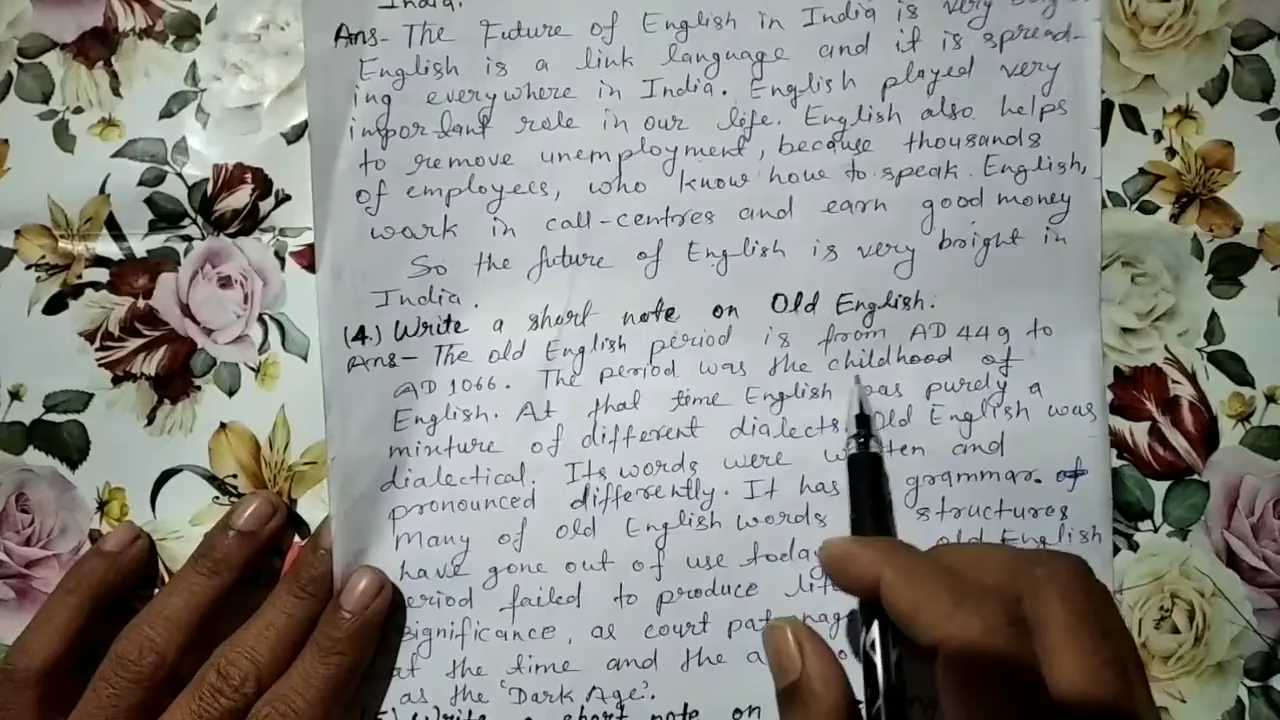 India.
Ans- The Future of English in India is very
English is a link language and it is spread-
ing everywhere in India. English played very
important role in our life. English also helps
to remove unemployment, because thousands
of employees, who know how to speak English,
work in call-centres and earn good money
So the future of English is very bright in
India.
(4.) Write a short note on Old English.
Ans- The old English period is from AD 449 to
AD 1066. The period was the childhood of
English. At that time English was purely a
mixture of different dialects. Old English was
dialectical. Its words were written and
pronounced differently. It has grammar.
Many of old English words structures
have gone out of use today old English
period failed to produce
significance, as court
at the time and the
as the 'Dark Age'.
Write a short note on